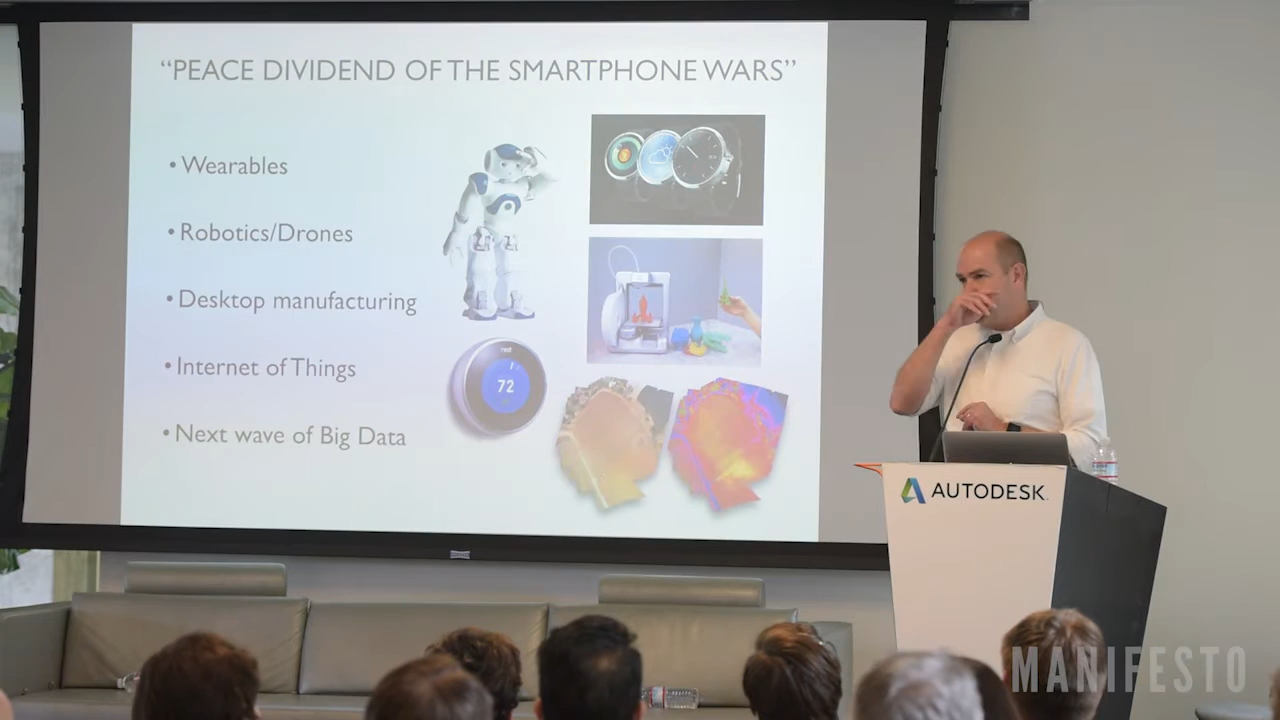 “PEACE DIVIDEND OF THE SMARTPHONE WARS”
• Wearables
• Robotics/Drones
• Desktop manufacturing
• Internet of Things
• Next wave of Big Data
nest
72
AUTODESK
MANIFESTO